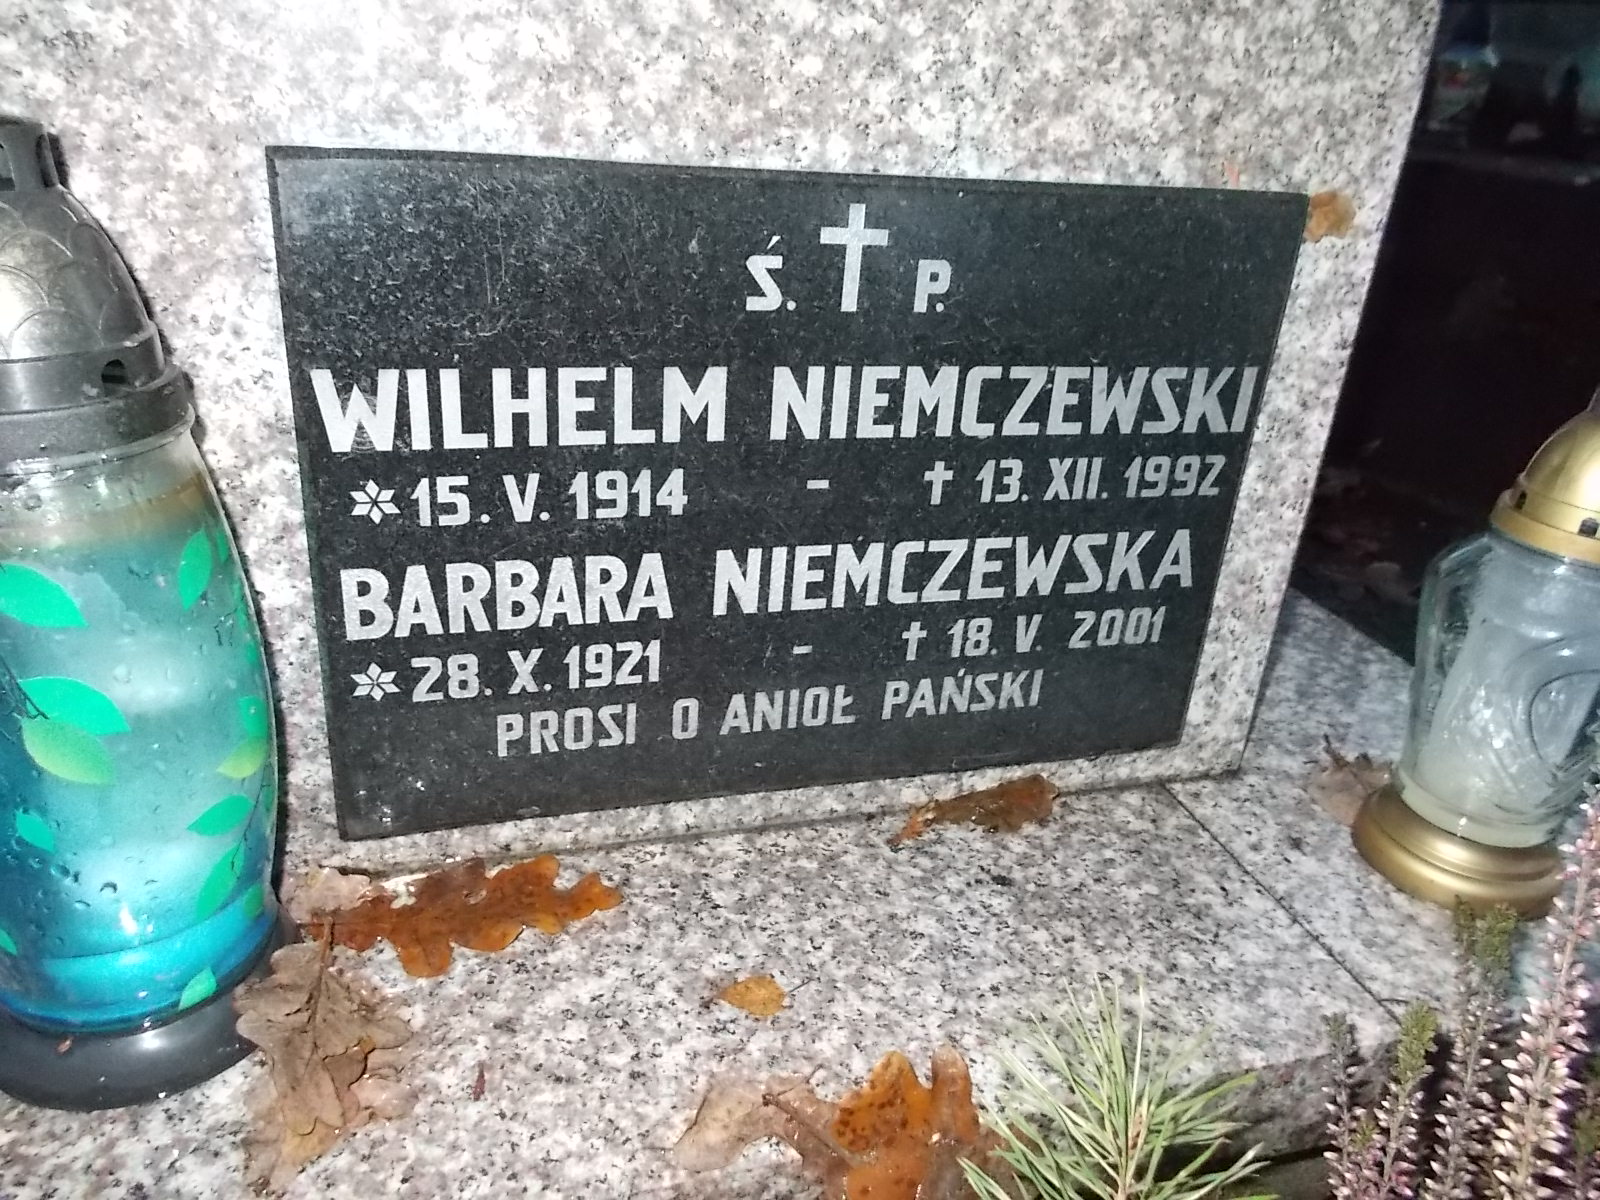 Ś. † P.
WILHELM NIEMCZEWSKI
* 15. V. 1914 - † 13. XII. 1992
BARBARA NIEMCZEWSKA
* 28. X. 1921 - † 18. V. 2001
PROSI O ANIOŁ PAŃSKI